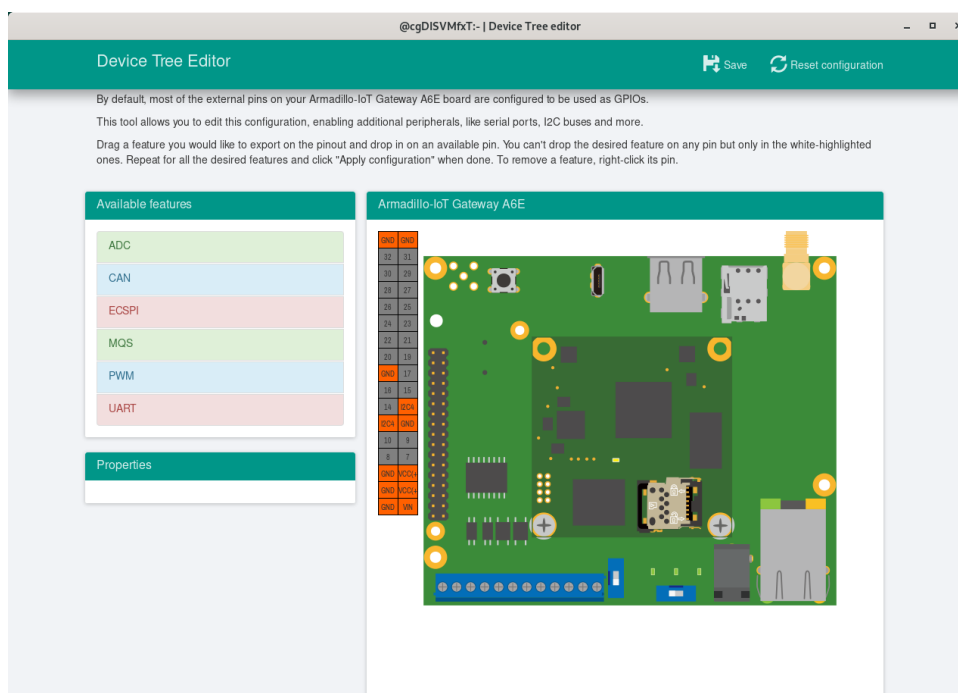 @cgDISVMfxT:~ | Device Tree editor
Device Tree Editor
Save
Reset configuration
By default, most of the external pins on your Armadillo-IoT Gateway A6E board are configured to be used as GPIOs.
This tool allows you to edit this configuration, enabling additional peripherals, like serial ports, I2C buses and more.
Drag a feature you would like to export on the pinout and drop in on an available pin. You can't drop the desired feature on any pin but only in the white-highlighted
ones. Repeat for all the desired features and click "Apply configuration" when done. To remove a feature, right-click its pin.
Available features
ADC
CAN
ECSPI
MQS
PWM
UART
Properties
Armadillo-IoT Gateway A6E
GND GND
32 31
30 29
28 27
26 25
24 23
22 21
20 19
GND 17
16 15
14 I2C4
I2C4 GND
10 9
8 7
GND VCC(+
GND VCC(+
GND VIN